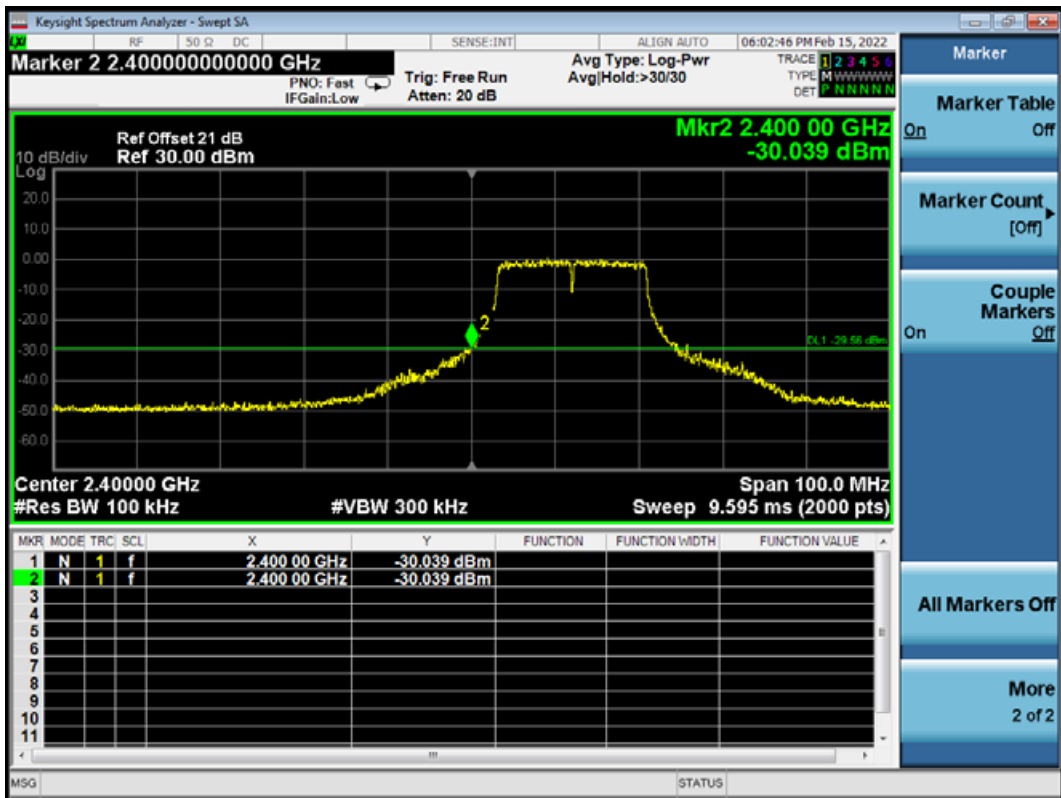 Keysight Spectrum Analyzer - Swept SA
LXI RF 50 Ω DC SENSE:INT ALIGN AUTO 06:02:46 PM Feb 15, 2022
Marker 2 2.400000000000 GHz
PNO: Fast
IFGain:Low
Trig: Free Run
Atten: 20 dB
Avg Type: Log-Pwr
Avg|Hold:>30/30
TRACE 1 2 3 4 5 6
TYPE M W W W W W
DET P N N N N N
Mkr2 2.400 00 GHz
-30.039 dBm
Ref Offset 21 dB
10 dB/div Ref 30.00 dBm
Log
20.0
10.0
0.00
-10.0
-20.0
-30.0
-40.0
-50.0
-60.0
2
DL1 -29.56 dBm
Center 2.40000 GHz Span 100.0 MHz
#Res BW 100 kHz #VBW 300 kHz Sweep 9.595 ms (2000 pts)
MKR MODE TRC SCL X Y FUNCTION FUNCTION WIDTH FUNCTION VALUE
1 N 1 f 2.400 00 GHz -30.039 dBm
2 N 1 f 2.400 00 GHz -30.039 dBm
3
4
5
6
7
8
9
10
11
MSG STATUS
Marker
Marker Table
On Off
Marker Count
[Off]
Couple
Markers
On Off
All Markers Off
More
2 of 2